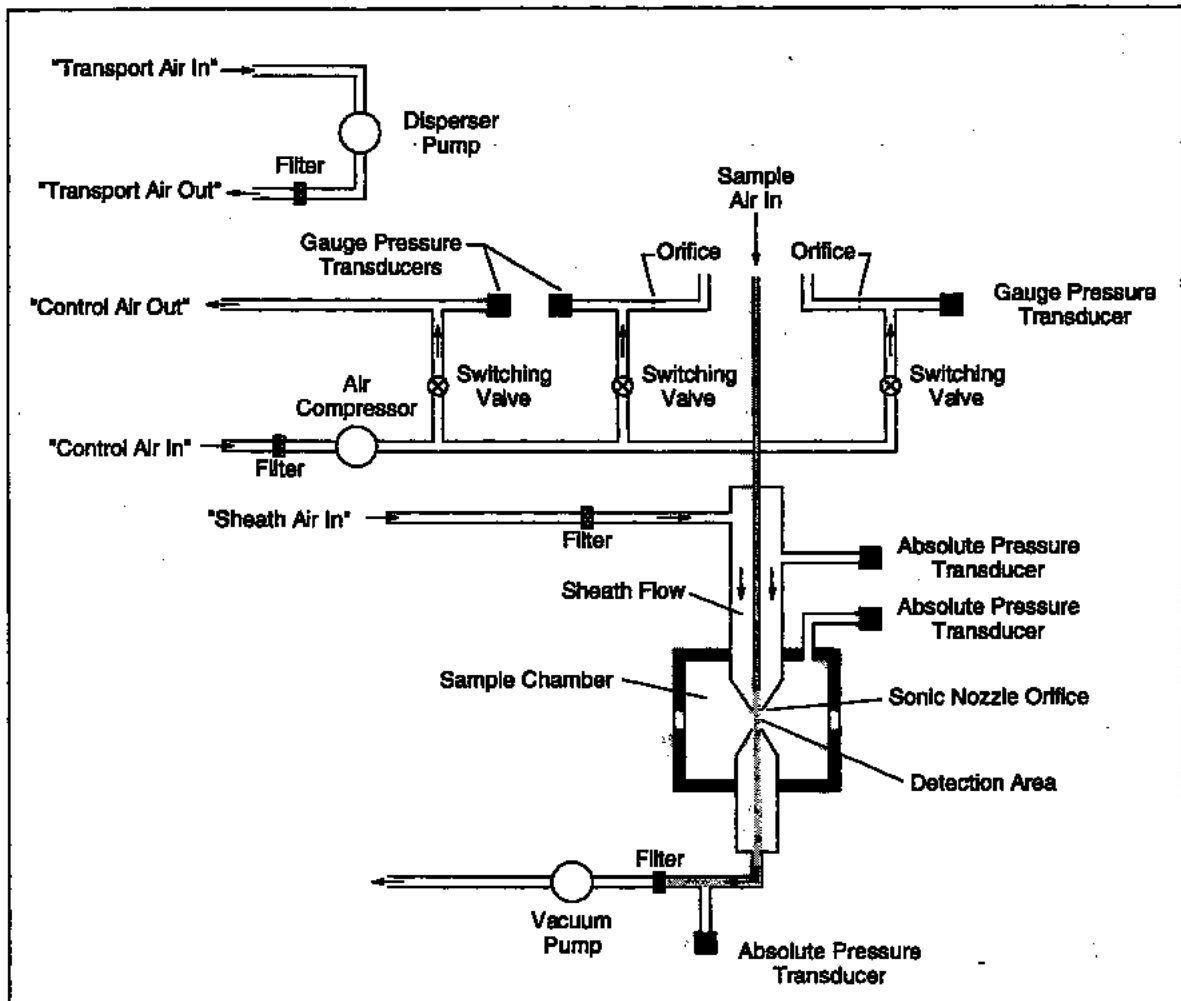 "Transport Air In"
Disperser
Pump
Filter
"Transport Air Out"
Sample
Air In
Gauge Pressure
Transducers
Orifice
Orifice
"Control Air Out"
Gauge Pressure
Transducer
Switching
Valve
Switching
Valve
Switching
Valve
Air
Compressor
"Control Air In"
Filter
"Sheath Air In"
Filter
Absolute Pressure
Transducer
Sheath Flow
Absolute Pressure
Transducer
Sample Chamber
Sonic Nozzle Orifice
Detection Area
Filter
Vacuum
Pump
Absolute Pressure
Transducer